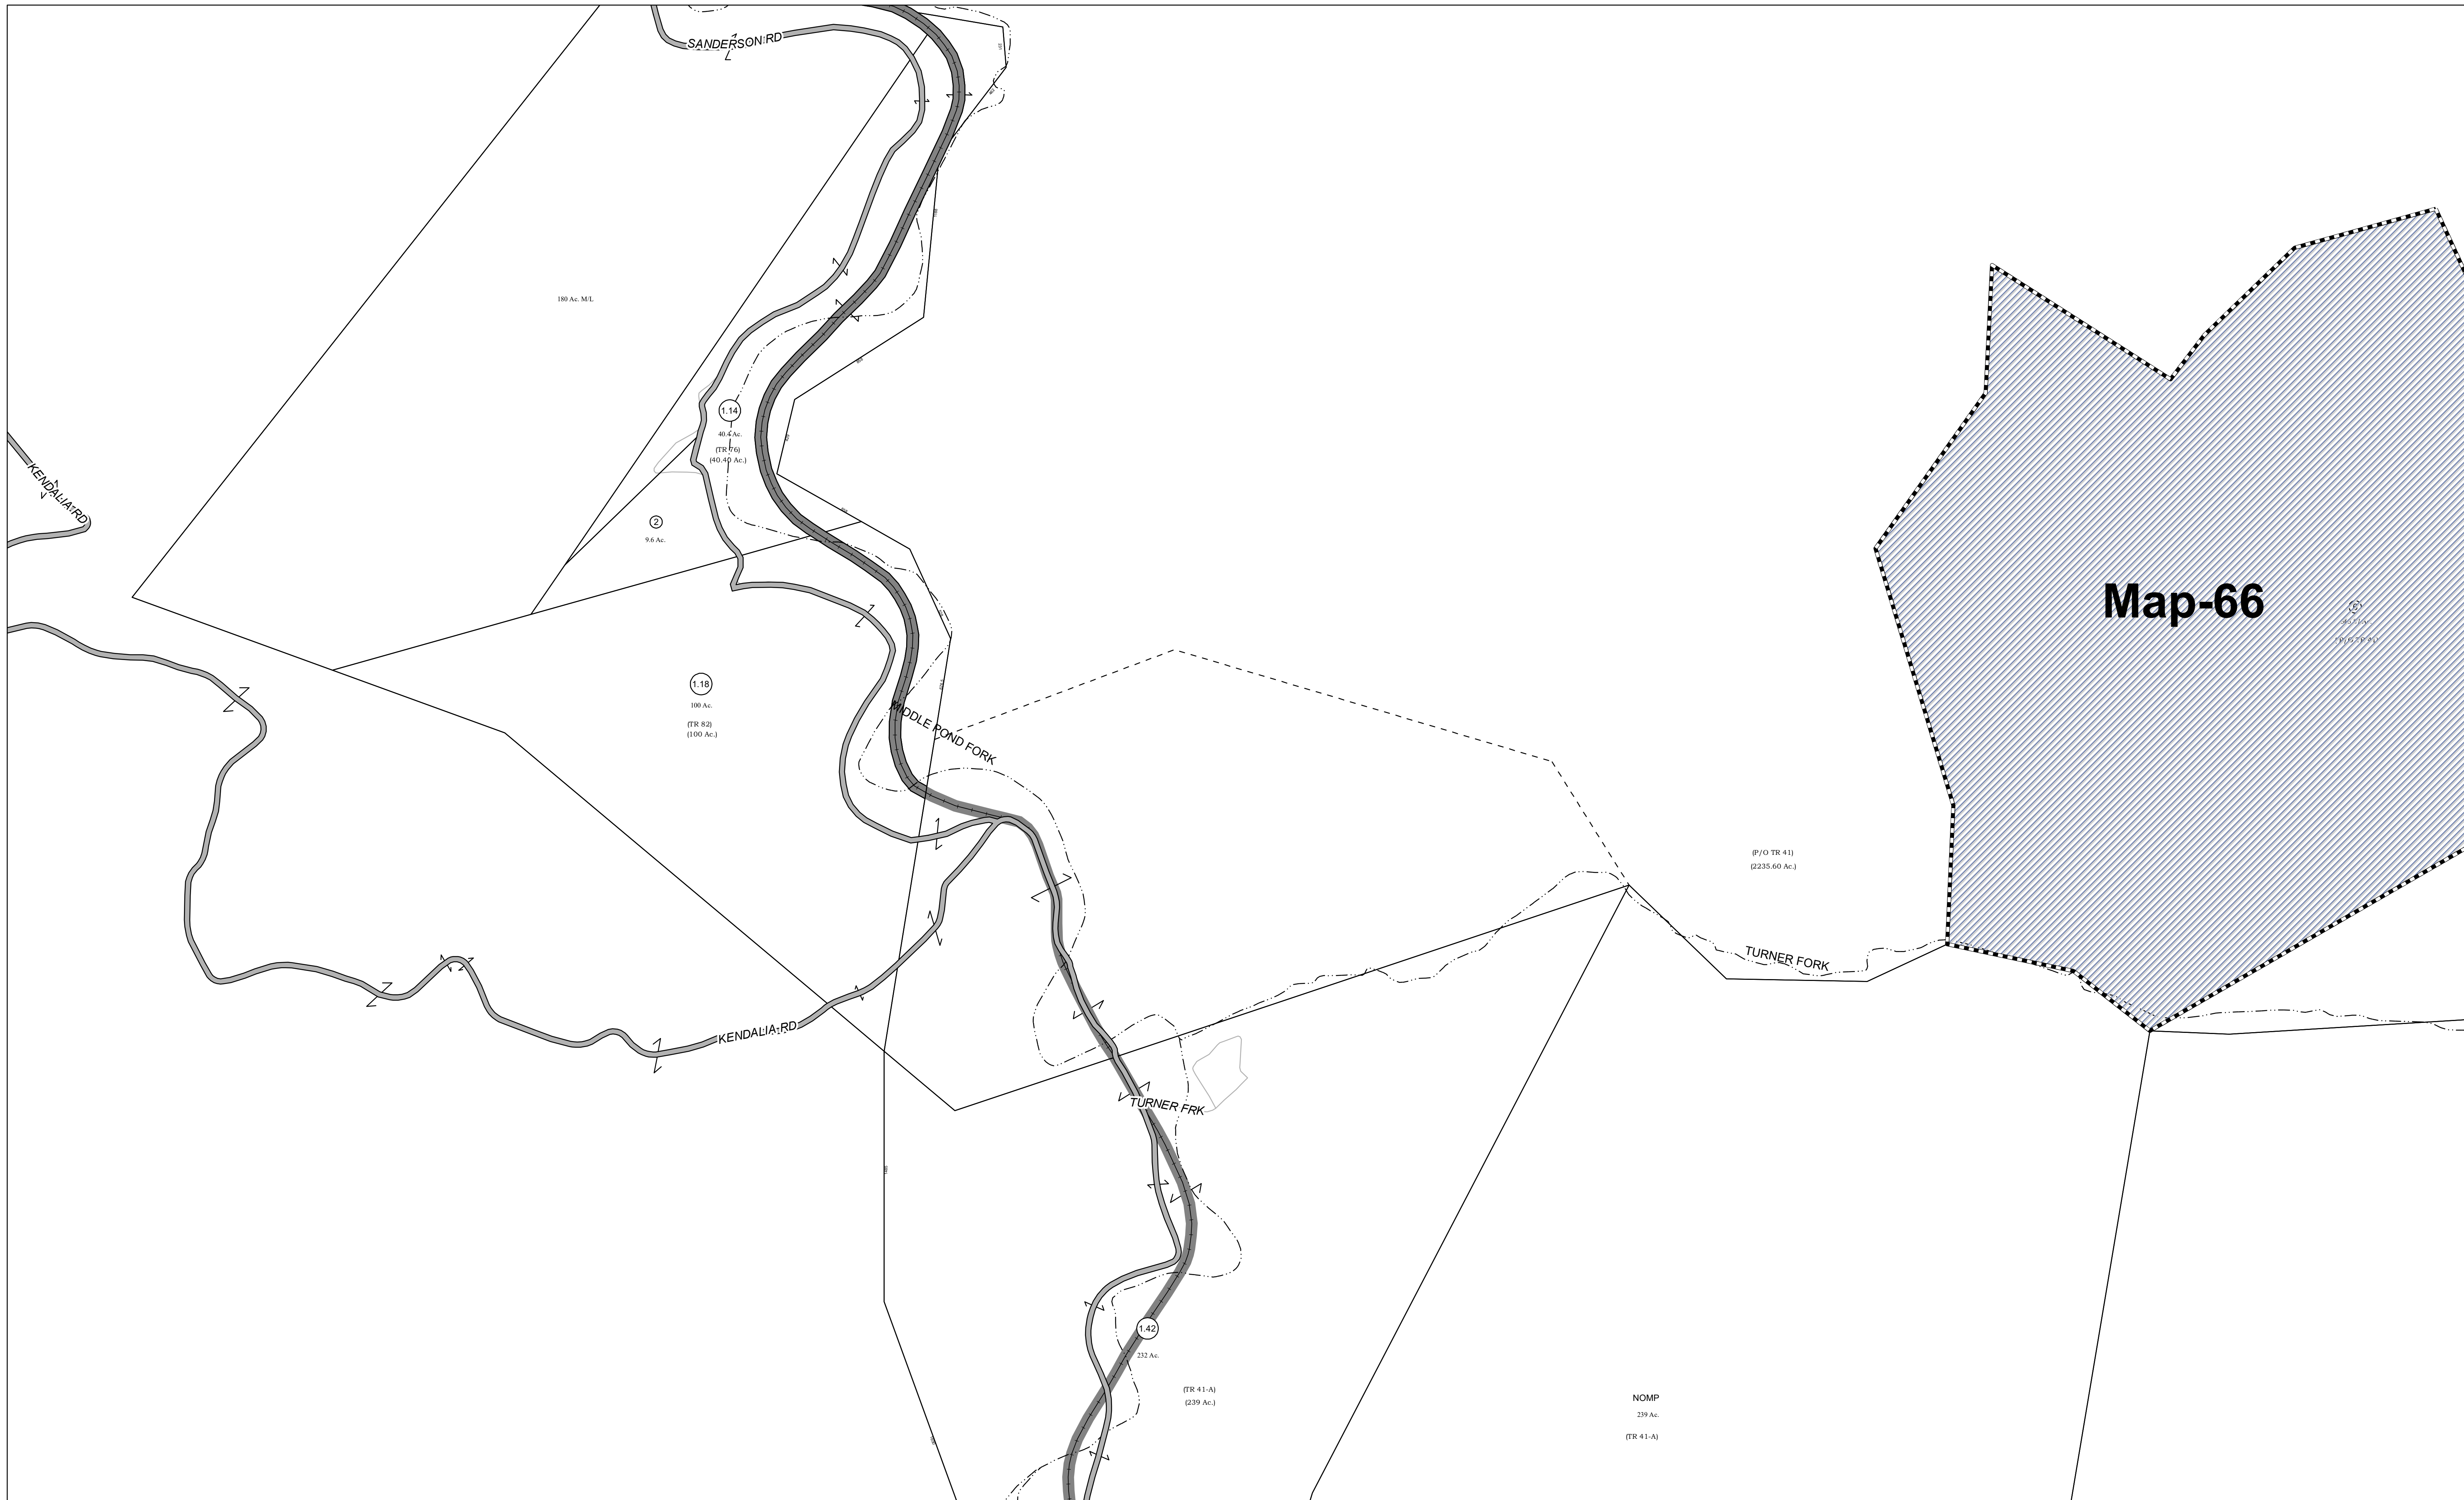 SANDERSON RD
180 Ac. M/L
1.14
40.4 Ac.
(TR 76)
(40.40 Ac.)
KENDALIA RD
2
9.6 Ac.
Map-66
1.18
100 Ac.
(TR 82)
(100 Ac.)
MIDDLE POND FORK
(P/O TR 41)
(2235.60 Ac.)
TURNER FORK
KENDALIA RD
TURNER FRK
1.42
232 Ac.
(TR 41-A)
(239 Ac.)
NOMP
239 Ac.
(TR 41-A)